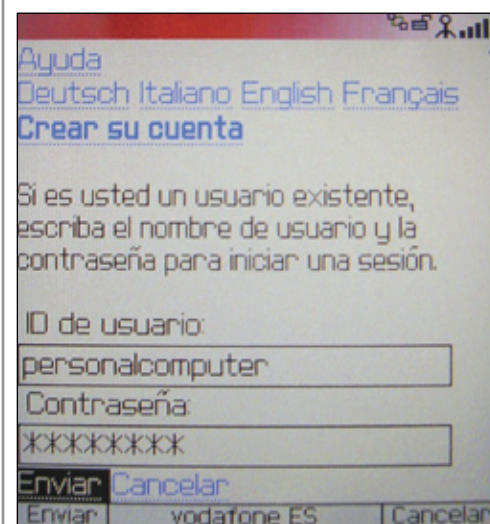 Ayuda
Deutsch Italiano English Français
Crear su cuenta
Si es usted un usuario existente,
escriba el nombre de usuario y la
contraseña para iniciar una sesión.
ID de usuario:
personalcomputer
Contraseña:
********
Enviar Cancelar
Enviar vodafone ES Cancelar